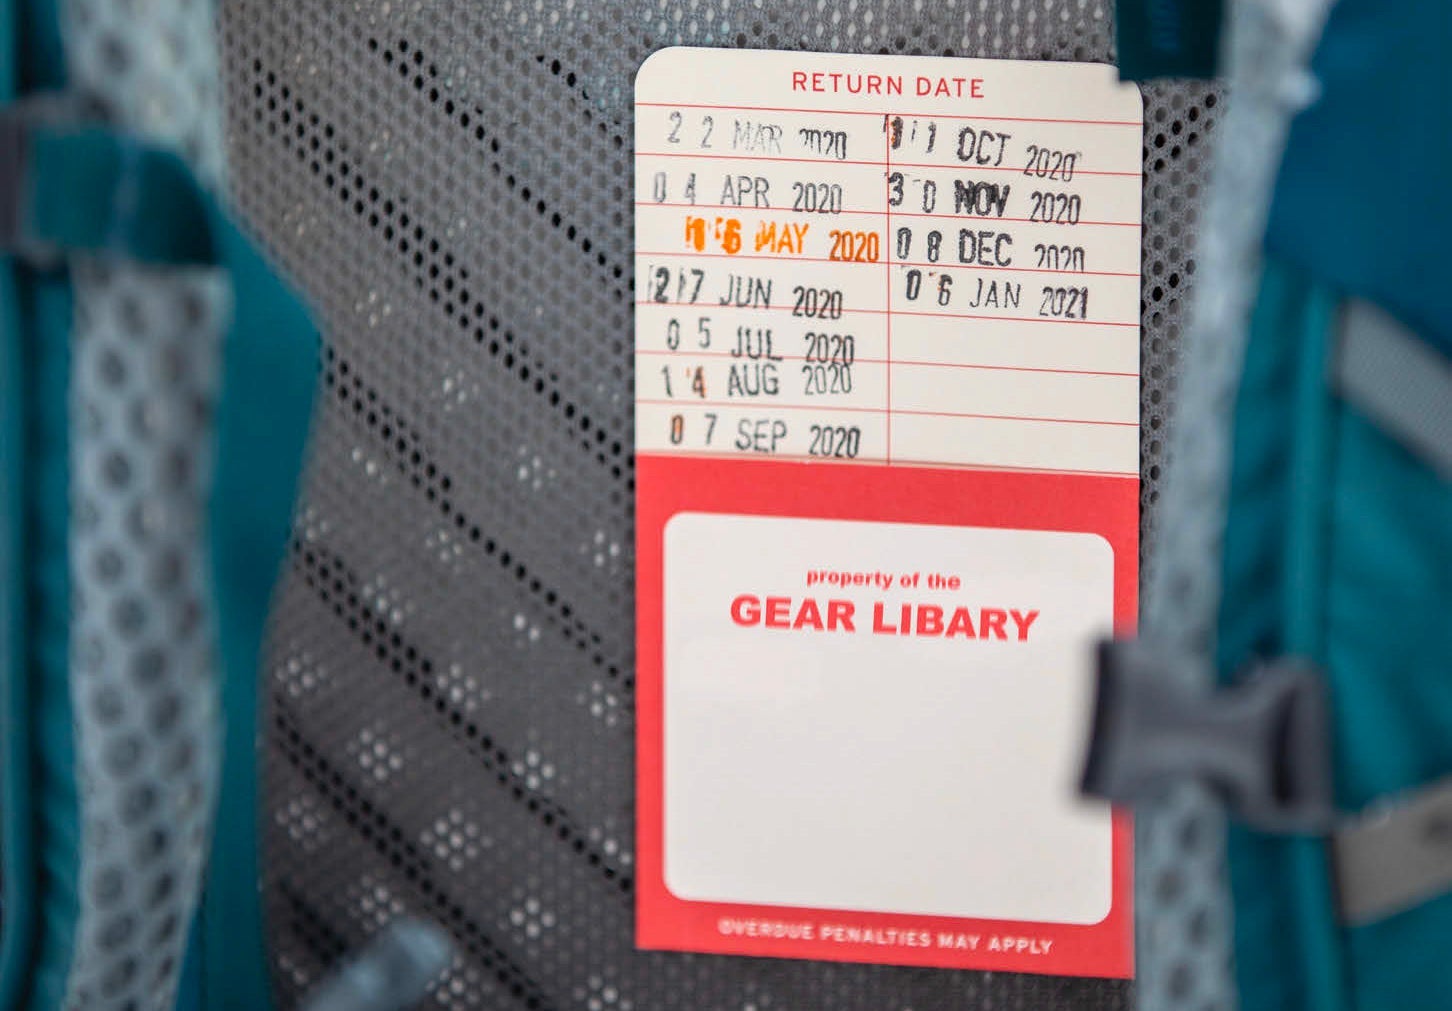 RETURN DATE
22 MAR 2020
04 APR 2020
16 MAY 2020
27 JUN 2020
05 JUL 2020
14 AUG 2020
07 SEP 2020
11 OCT 2020
30 NOV 2020
08 DEC 2020
06 JAN 2021
property of the
GEAR LIBARY
OVERDUE PENALTIES MAY APPLY